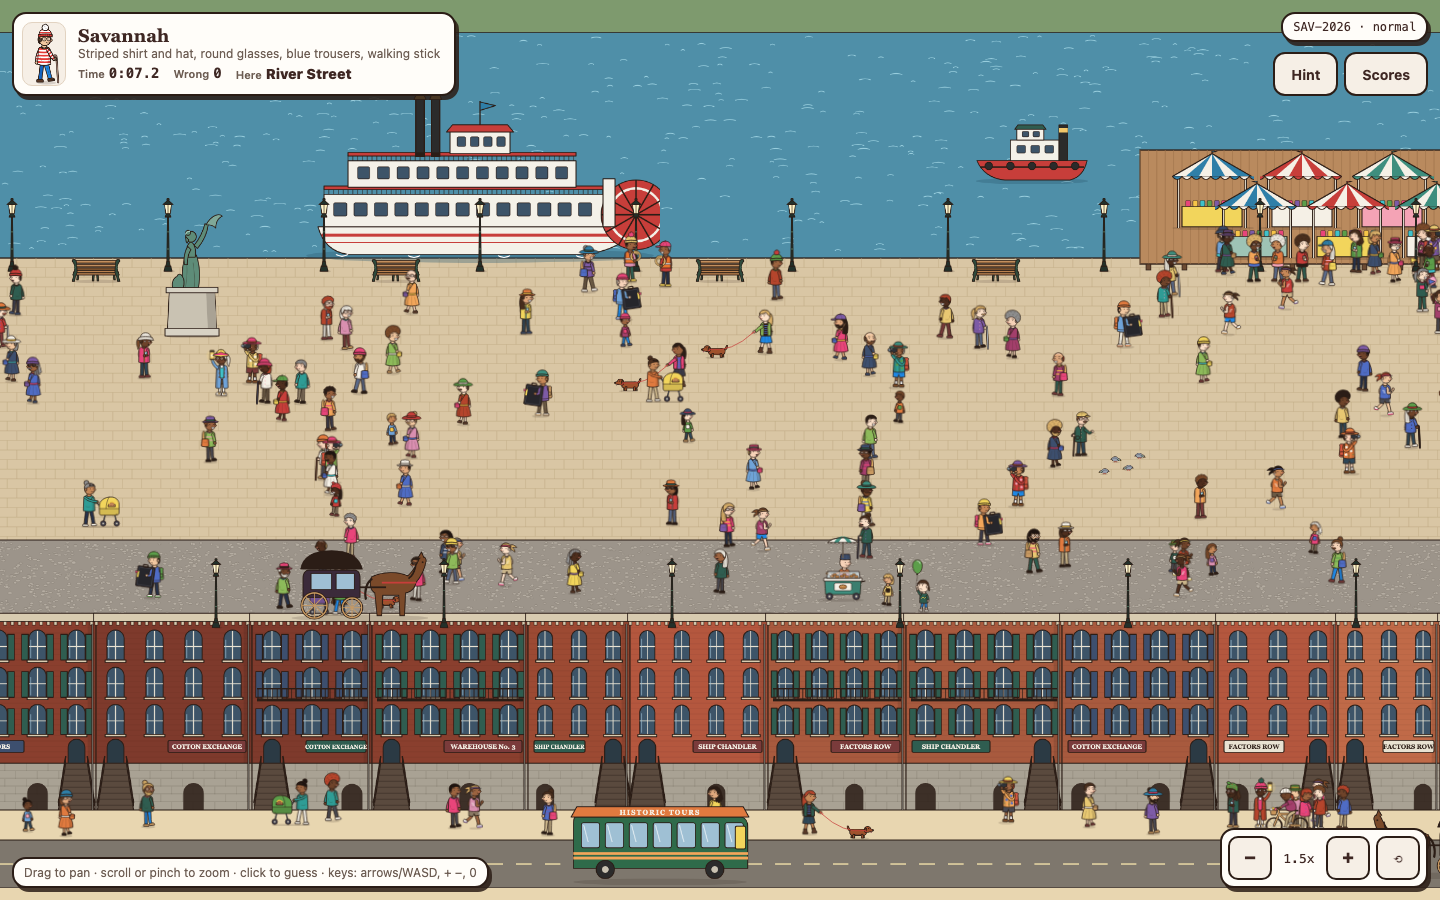 Savannah
Striped shirt and hat, round glasses, blue trousers, walking stick
Time 0:07.2 Wrong 0 Here River Street
SAV-2026 · normal
Hint
Scores
ORS
COTTON EXCHANGE
COTTON EXCHANGE
WAREHOUSE No. 3
SHIP CHANDLER
SHIP CHANDLER
FACTORS ROW
SHIP CHANDLER
COTTON EXCHANGE
FACTORS ROW
FACTORS ROW
HISTORIC TOURS
Drag to pan · scroll or pinch to zoom · click to guess · keys: arrows/WASD, + −, 0
− 1.5x + ⟲